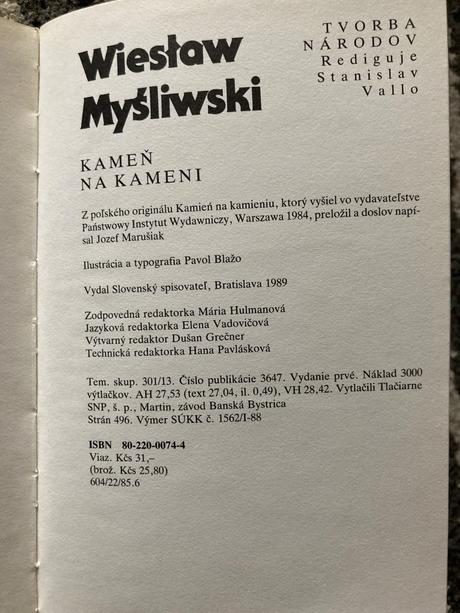 Wiesław
Myśliwski
TVORBA
NÁRODOV
Rediguje
Stanislav
Vallo
KAMEŇ
NA KAMENI
Z poľského originálu Kamień na kamieniu, ktorý vyšiel vo vydavateľstve
Państwowy Instytut Wydawniczy, Warszawa 1984, preložil a doslov napí-
sal Jozef Marušiak
Ilustrácia a typografia Pavol Blažo
Vydal Slovenský spisovateľ, Bratislava 1989
Zodpovedná redaktorka Mária Hulmanová
Jazyková redaktorka Elena Vadovičová
Výtvarný redaktor Dušan Grečner
Technická redaktorka Hana Pavlásková
Tem. skup. 301/13. Číslo publikácie 3647. Vydanie prvé. Náklad 3000
výtlačkov. AH 27,53 (text 27,04, il. 0,49), VH 28,42. Vytlačili Tlačiarne
SNP, š. p., Martin, závod Banská Bystrica
Strán 496. Výmer SÚKK č. 1562/I-88
ISBN 80-220-0074-4
Viaz. Kčs 31,–
(brož. Kčs 25,80)
604/22/85.6